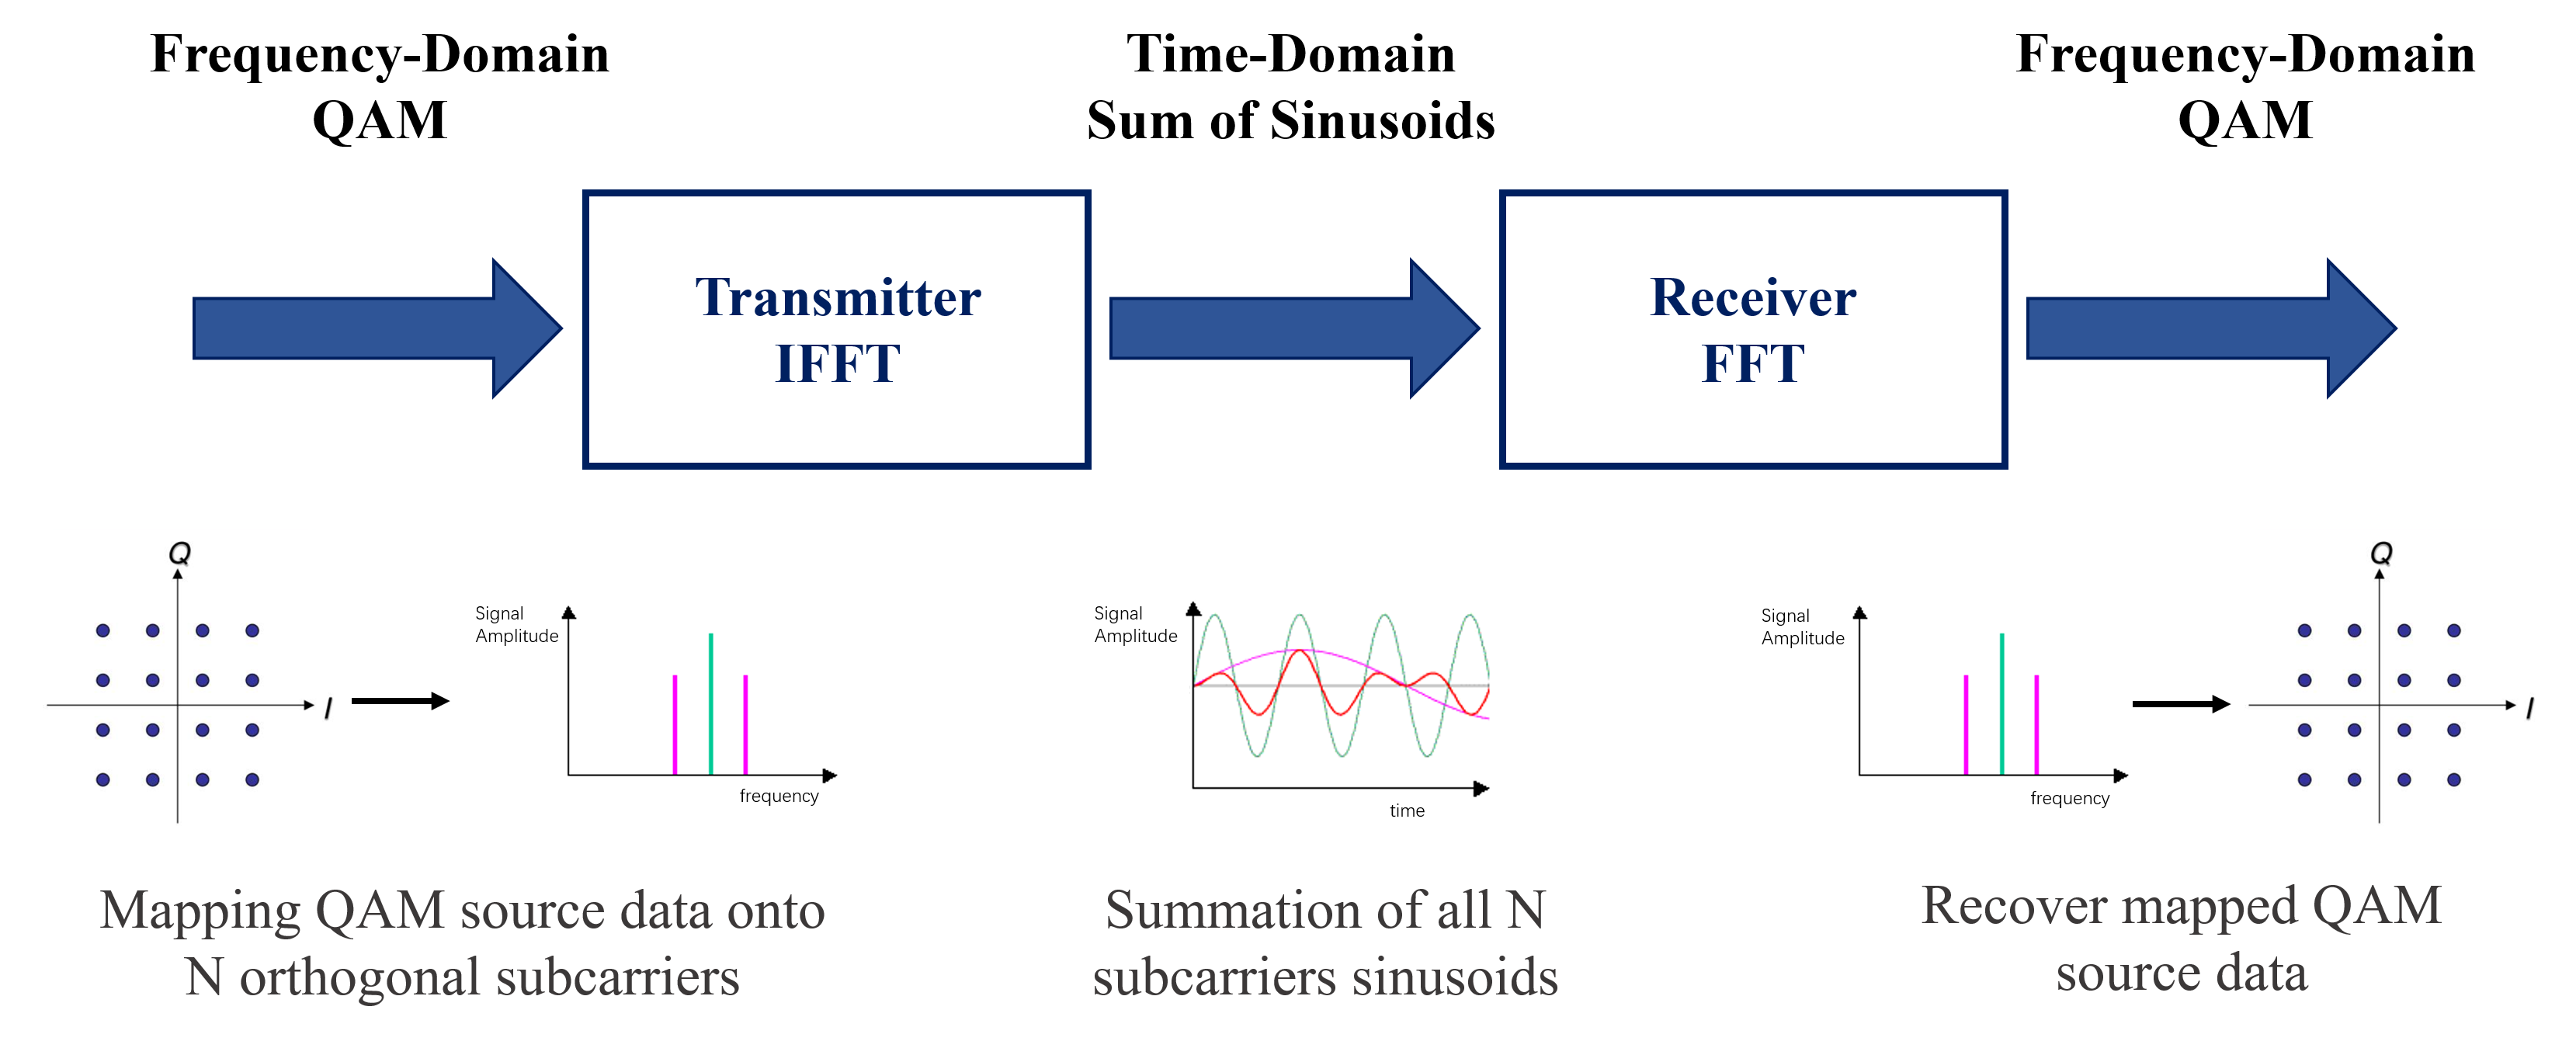 Frequency-Domain
QAM
Time-Domain
Sum of Sinusoids
Frequency-Domain
QAM
Transmitter
IFFT
Receiver
FFT
Q
I
Signal
Amplitude
frequency
Signal
Amplitude
time
Signal
Amplitude
frequency
Q
I
Mapping QAM source data onto
N orthogonal subcarriers
Summation of all N
subcarriers sinusoids
Recover mapped QAM
source data